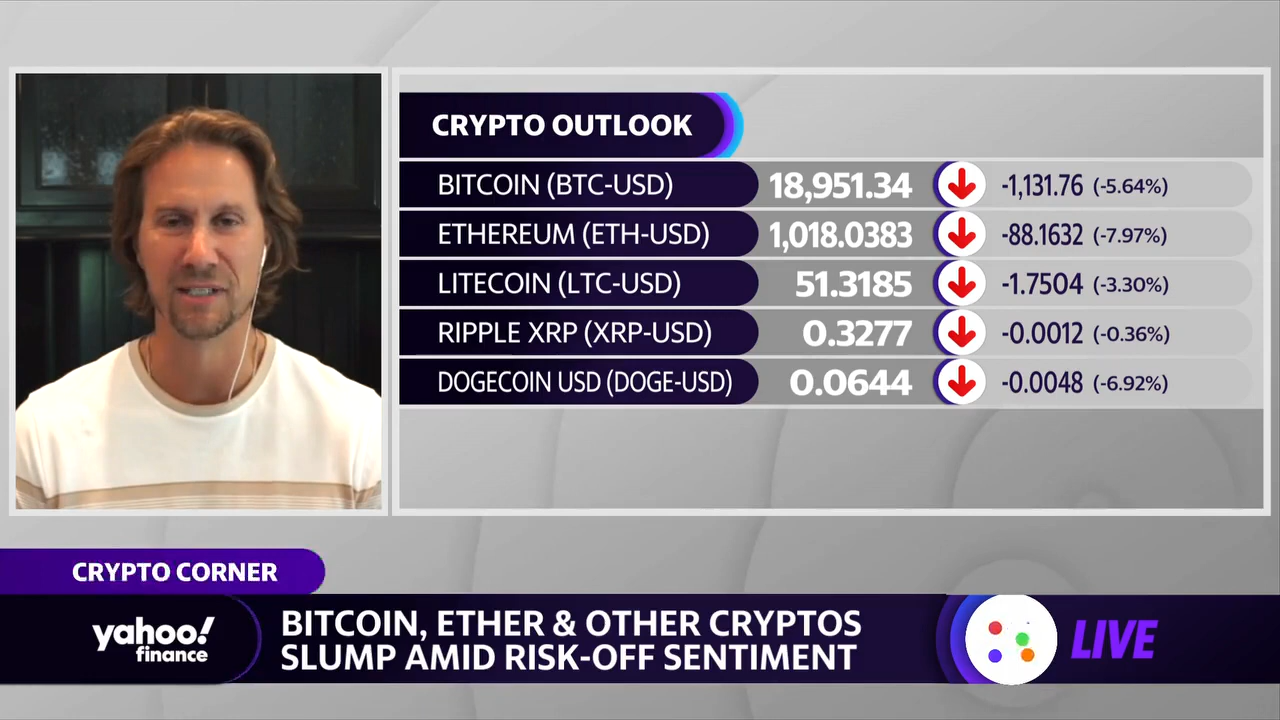 CRYPTO OUTLOOK
BITCOIN (BTC-USD) 18,951.34 -1,131.76 (-5.64%)
ETHEREUM (ETH-USD) 1,018.0383 -88.1632 (-7.97%)
LITECOIN (LTC-USD) 51.3185 -1.7504 (-3.30%)
RIPPLE XRP (XRP-USD) 0.3277 -0.0012 (-0.36%)
DOGECOIN USD (DOGE-USD) 0.0644 -0.0048 (-6.92%)
CRYPTO CORNER
yahoo!
finance
BITCOIN, ETHER & OTHER CRYPTOS
SLUMP AMID RISK-OFF SENTIMENT
LIVE